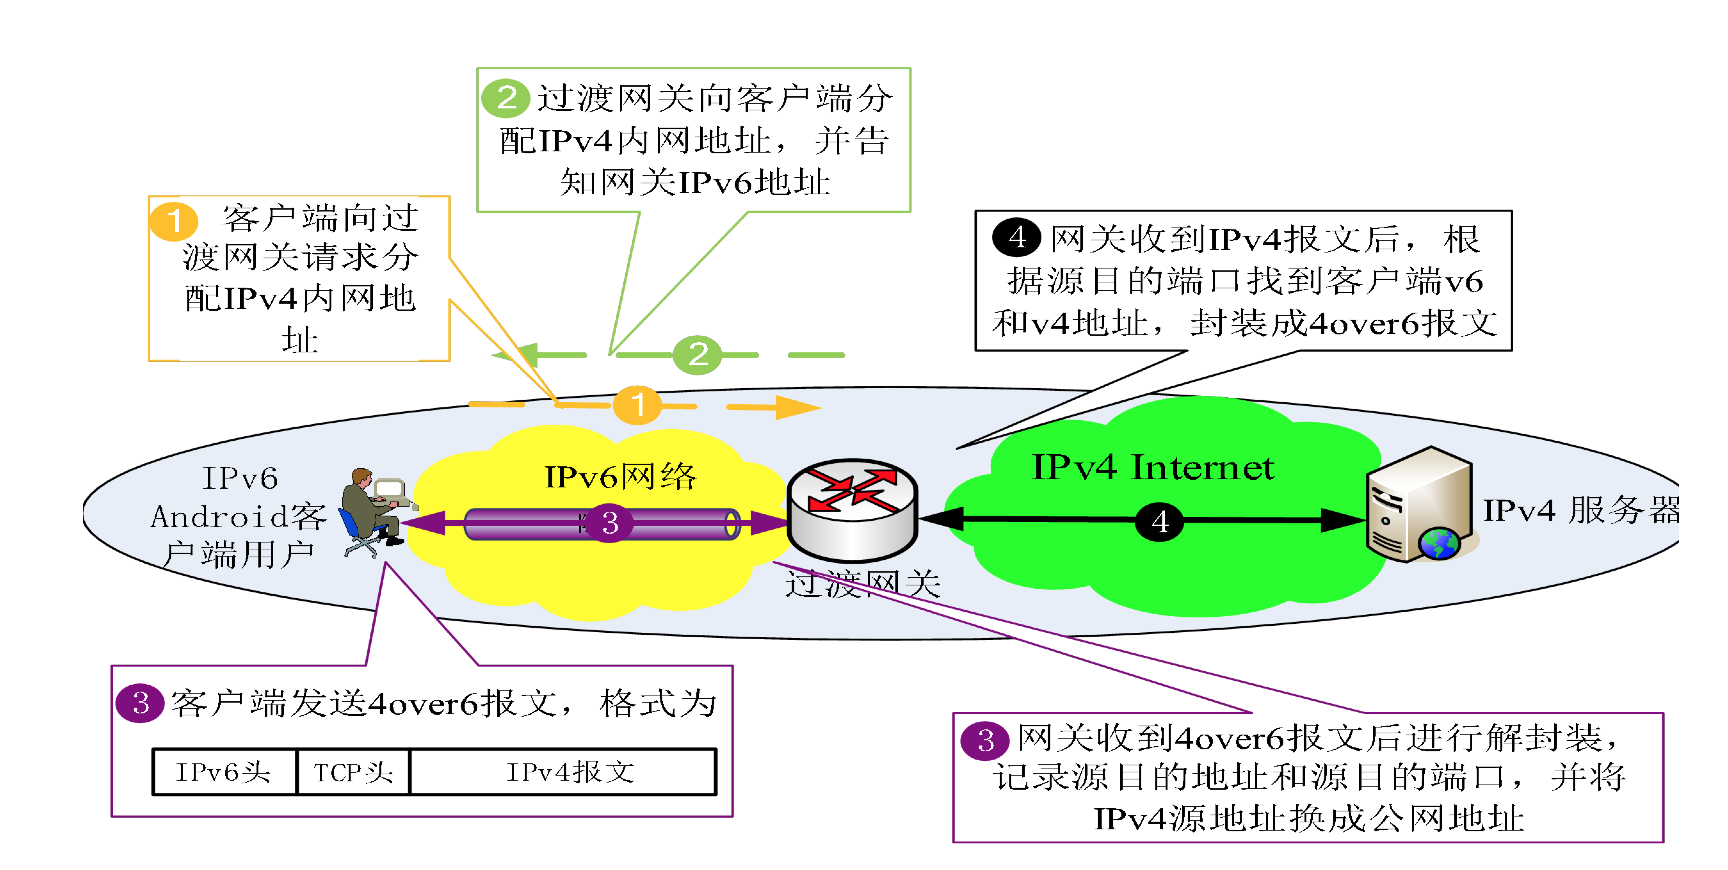 2 过渡网关向客户端分
配IPv4内网地址，并告
知网关IPv6地址
1 客户端向过
渡网关请求分
配IPv4内网地
址
4 网关收到IPv4报文后，根
据源目的端口找到客户端v6
和v4地址，封装成4over6报文
2
1
IPv6
Android客
户端用户
IPv6网络
3
过渡网关
IPv4 Internet
4
IPv4 服务器
3 客户端发送4over6报文，格式为
IPv6头 TCP头 IPv4报文
3 网关收到4over6报文后进行解封装，
记录源目的地址和源目的端口，并将
IPv4源地址换成公网地址